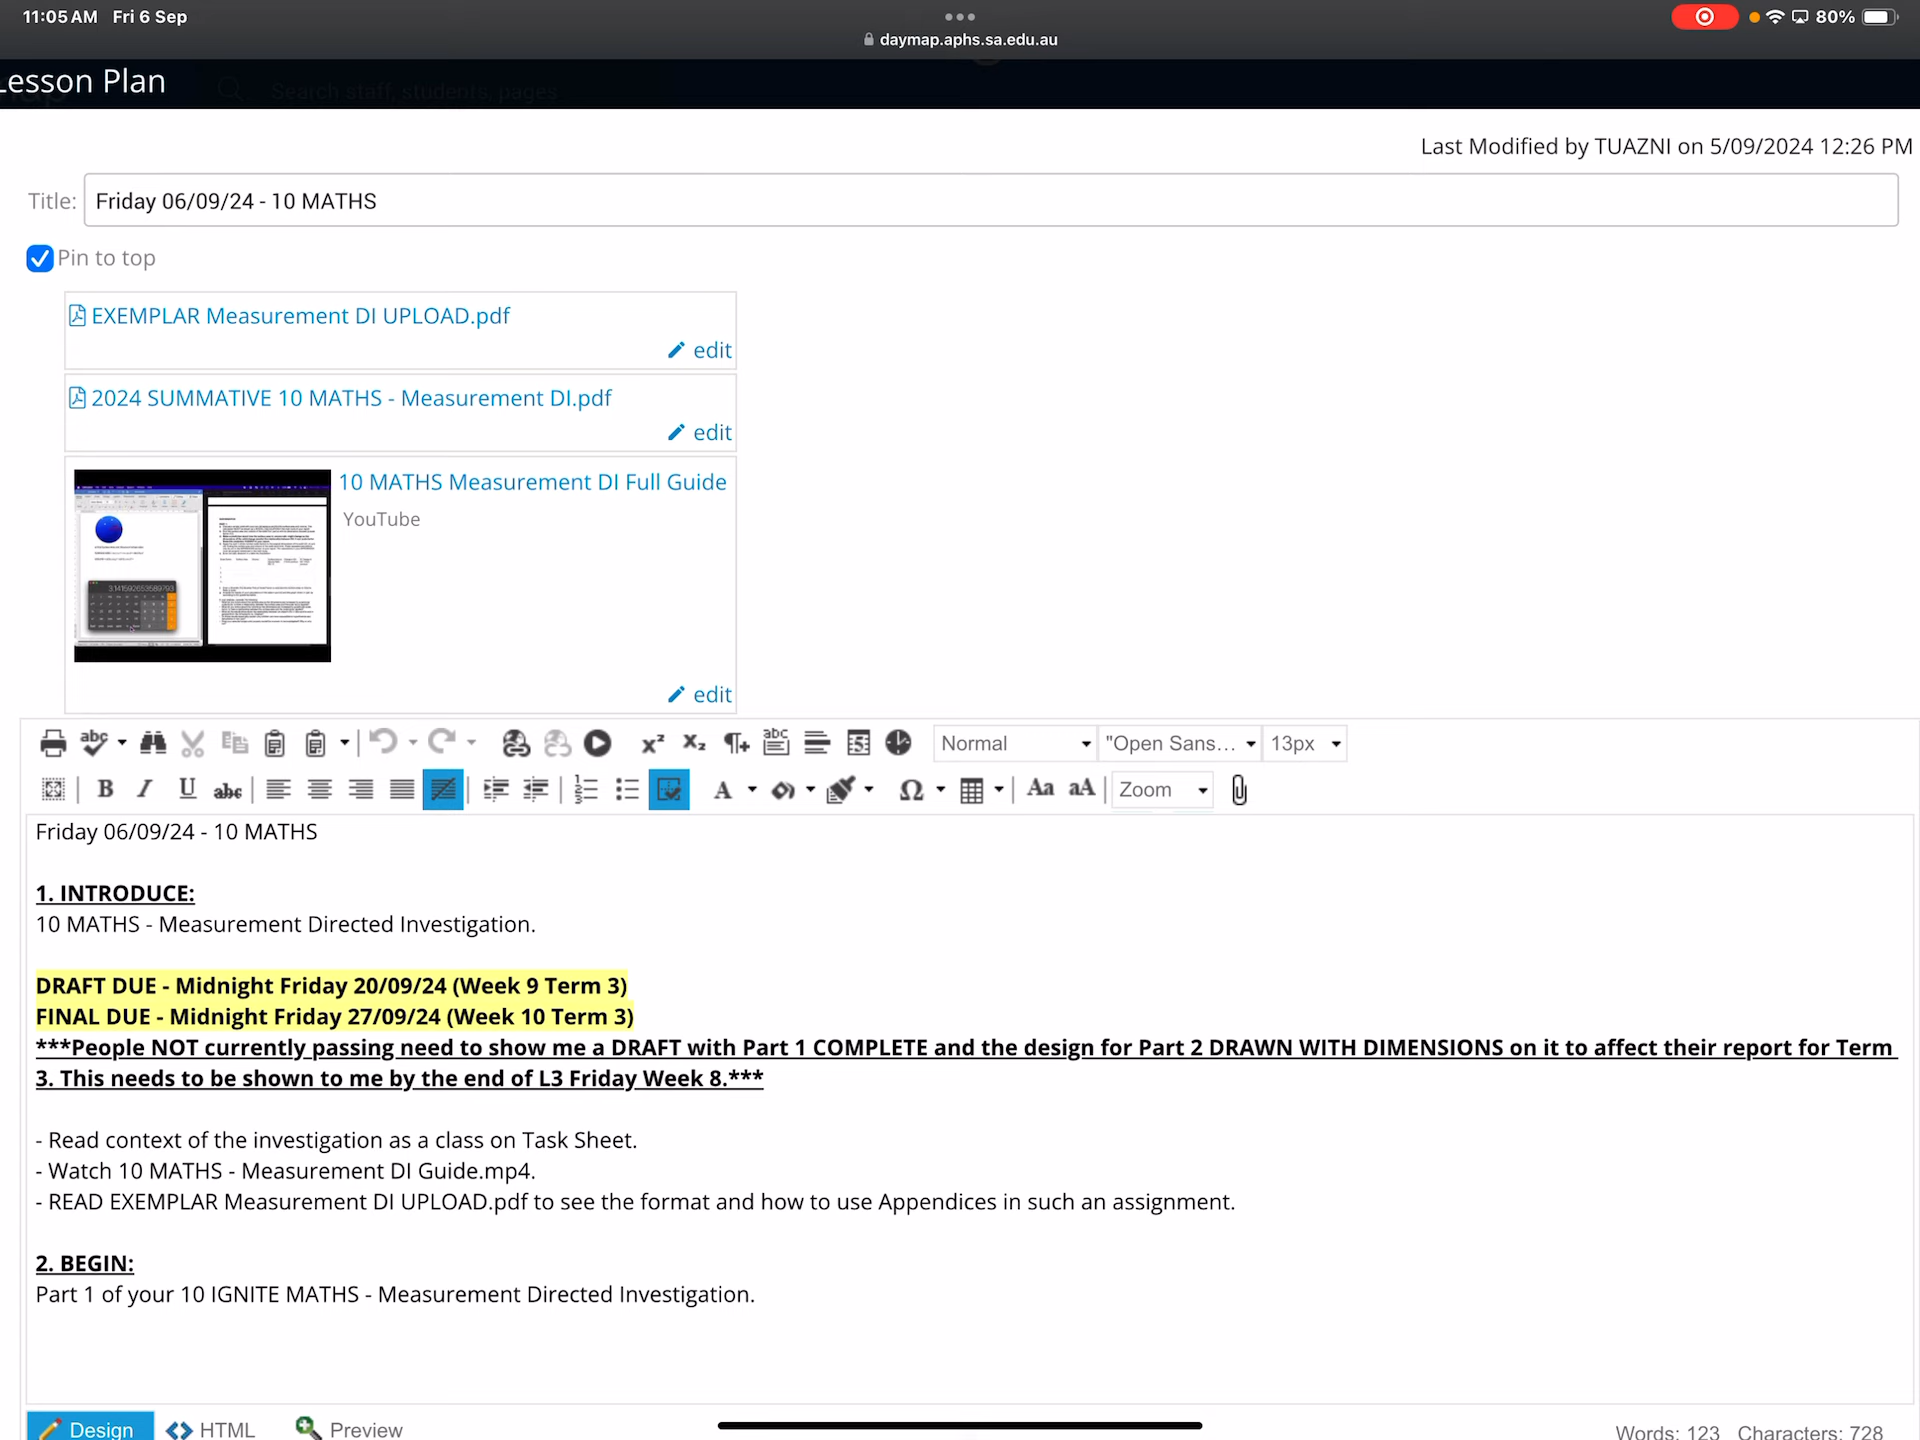 11:05 AM Fri 6 Sep
80%
daymap.aphs.sa.edu.au
Lesson Plan
Search staff, students, pages
Last Modified by TUAZNI on 5/09/2024 12:26 PM
Title: Friday 06/09/24 - 10 MATHS
Pin to top
EXEMPLAR Measurement DI UPLOAD.pdf
edit
2024 SUMMATIVE 10 MATHS - Measurement DI.pdf
edit
10 MATHS Measurement DI Full Guide
YouTube
edit
Normal "Open Sans... 13px
Zoom
Friday 06/09/24 - 10 MATHS
1. INTRODUCE:
10 MATHS - Measurement Directed Investigation.
DRAFT DUE - Midnight Friday 20/09/24 (Week 9 Term 3)
FINAL DUE - Midnight Friday 27/09/24 (Week 10 Term 3)
***People NOT currently passing need to show me a DRAFT with Part 1 COMPLETE and the design for Part 2 DRAWN WITH DIMENSIONS on it to affect their report for Term
3. This needs to be shown to me by the end of L3 Friday Week 8.***
- Read context of the investigation as a class on Task Sheet.
- Watch 10 MATHS - Measurement DI Guide.mp4.
- READ EXEMPLAR Measurement DI UPLOAD.pdf to see the format and how to use Appendices in such an assignment.
2. BEGIN:
Part 1 of your 10 IGNITE MATHS - Measurement Directed Investigation.
Design HTML Preview
Words: 123 Characters: 728